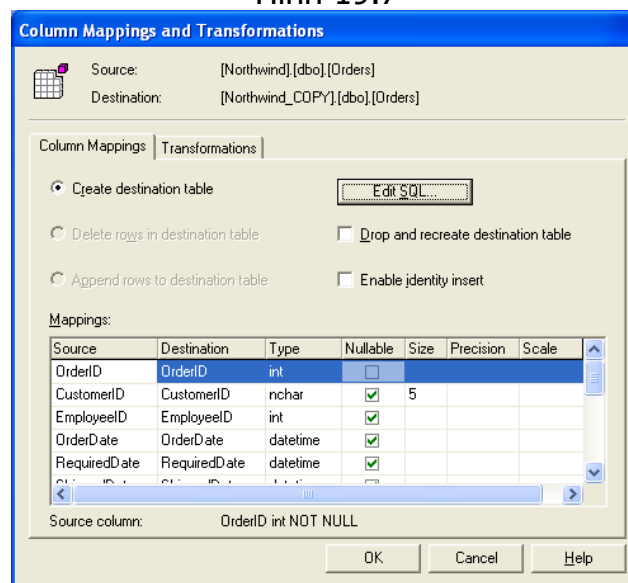 Column Mappings and Transformations
Source: [Northwind].[dbo].[Orders]
Destination: [Northwind_COPY].[dbo].[Orders]
Column Mappings Transformations
Create destination table Edit SQL...
Delete rows in destination table Drop and recreate destination table
Append rows to destination table Enable identity insert
Mappings:
Source Destination Type Nullable Size Precision Scale
OrderID OrderID int
CustomerID CustomerID nchar 5
EmployeeID EmployeeID int
OrderDate OrderDate datetime
RequiredDate RequiredDate datetime
Source column: OrderID int NOT NULL
OK Cancel Help